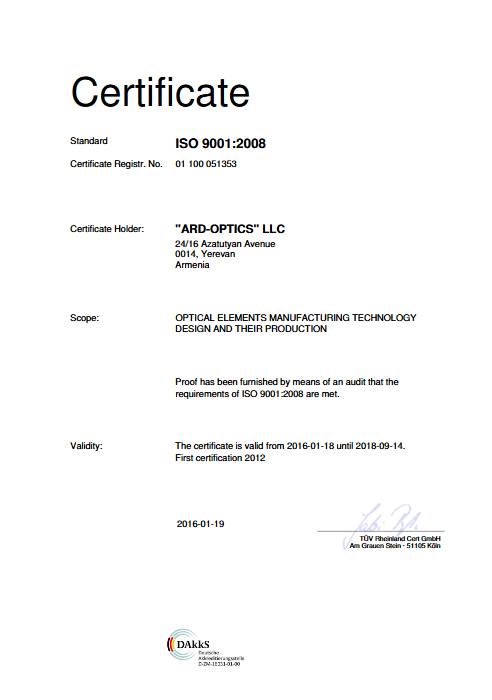 Certificate
Standard ISO 9001:2008
Certificate Registr. No. 01 100 051353
Certificate Holder: "ARD-OPTICS" LLC
24/16 Azatutyan Avenue
0014, Yerevan
Armenia
Scope: OPTICAL ELEMENTS MANUFACTURING TECHNOLOGY
DESIGN AND THEIR PRODUCTION
Proof has been furnished by means of an audit that the
requirements of ISO 9001:2008 are met.
Validity: The certificate is valid from 2016-01-18 until 2018-09-14.
First certification 2012
2016-01-19
TÜV Rheinland Cert GmbH
Am Grauen Stein · 51105 Köln
DAkkS
Deutsche
Akkreditierungsstelle
D-ZM-16031-01-00